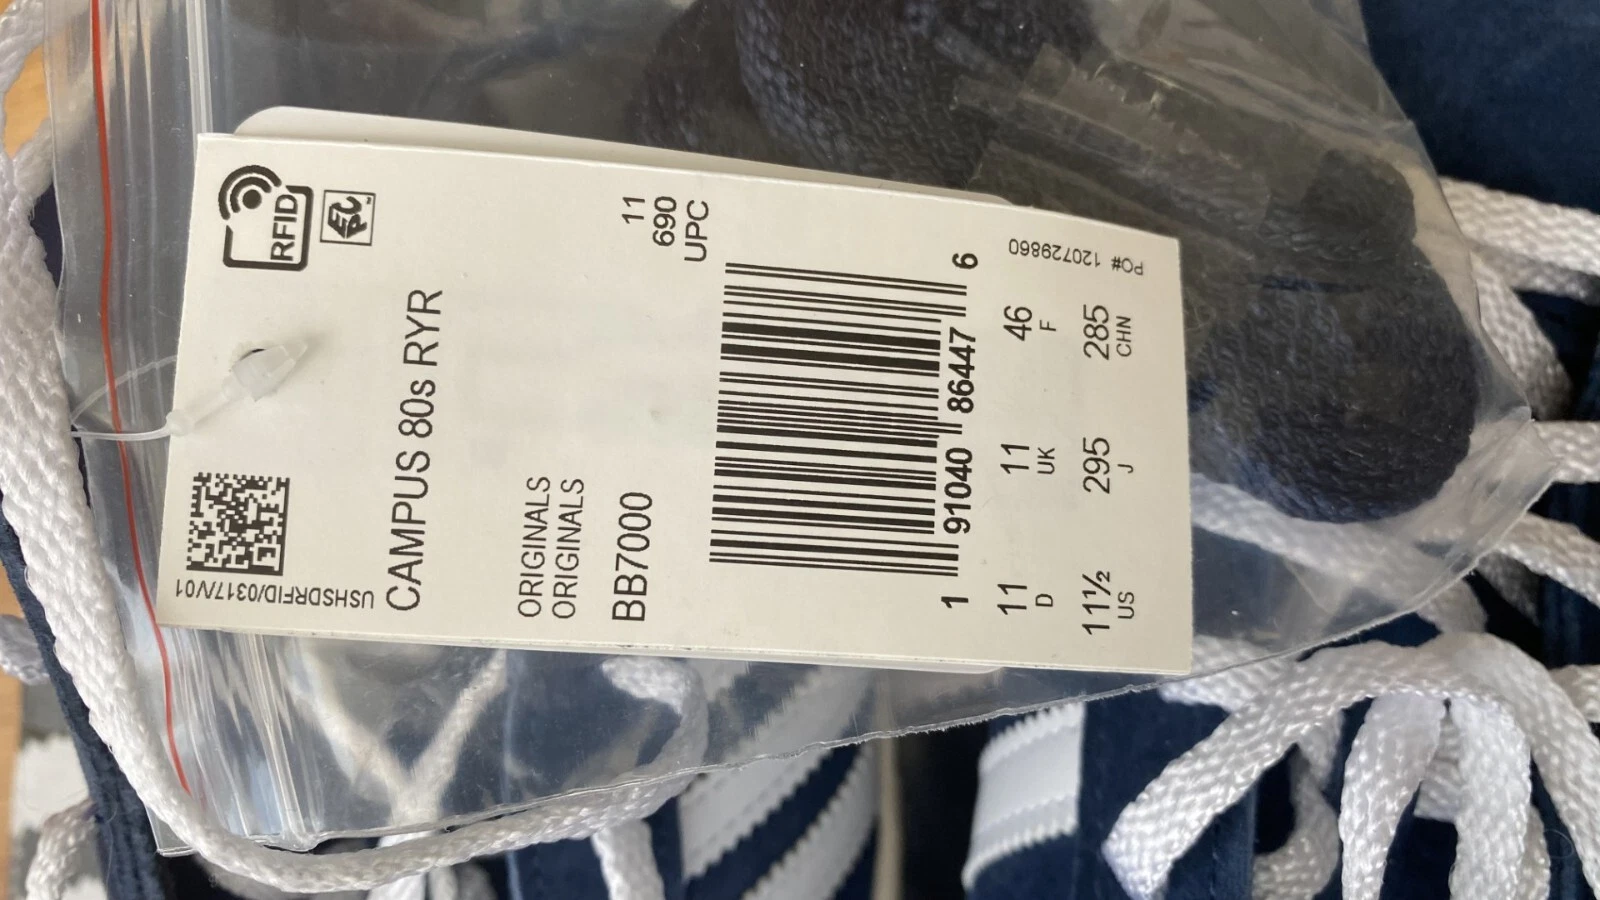 RFID
EPC
USHSDRFID/0317/V01
CAMPUS 80s RYR
ORIGINALS
ORIGINALS
BB7000
11
690
UPC
1 91040 86447 6
11 11 46
D UK F
11½ 295 285
US J CHN
PO# 120729860